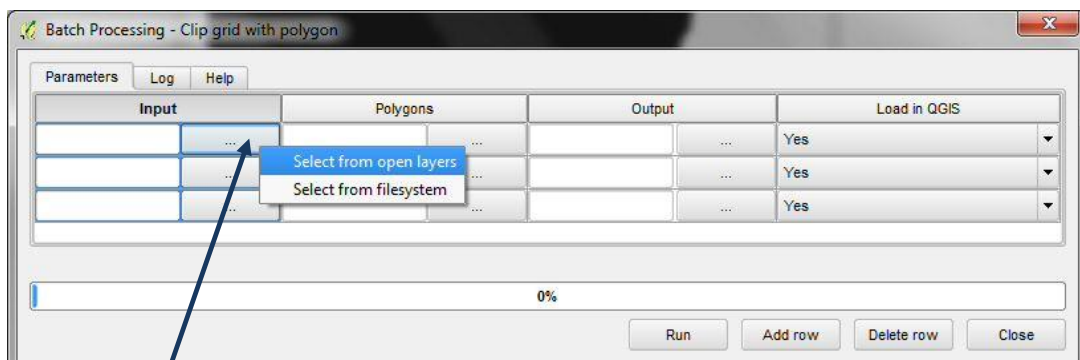 Batch Processing - Clip grid with polygon
x
Parameters Log Help
Input Polygons Output Load in QGIS
... ... ... Yes
Select from open layers
... ... ... Yes
Select from filesystem
... ... ... Yes
0%
Run Add row Delete row Close